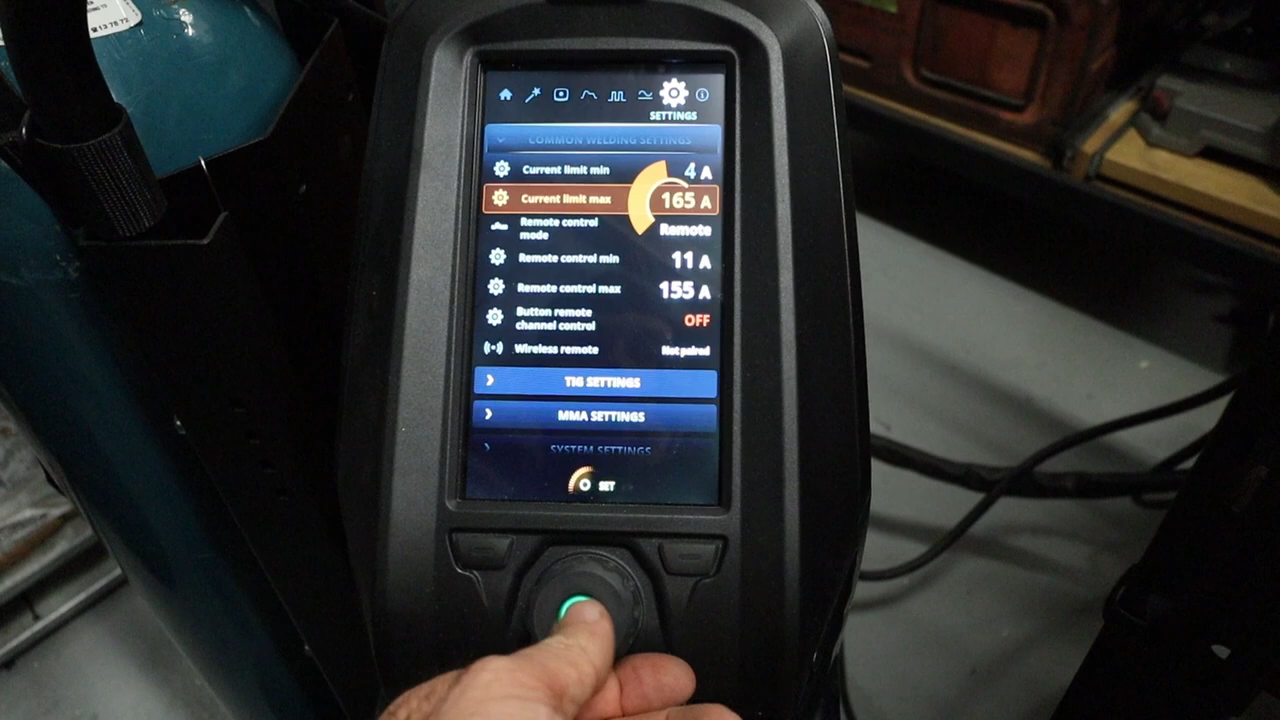 SETTINGS
COMMON WELDING SETTINGS
Current limit min 4 A
Current limit max 165 A
Remote control
mode Remote
Remote control min 11 A
Remote control max 155 A
Button remote
channel control OFF
Wireless remote Not paired
TIG SETTINGS
MMA SETTINGS
SYSTEM SETTINGS
SET